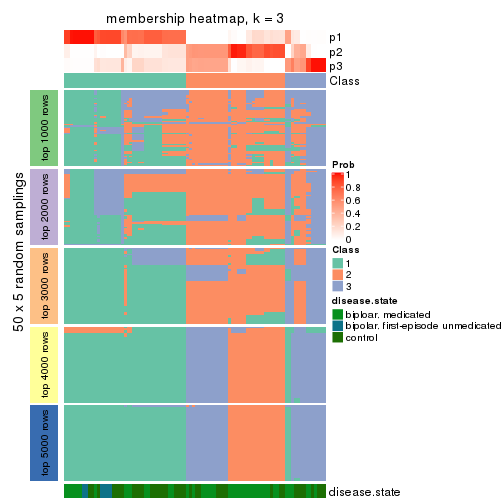 membership heatmap, k = 3
p1
p2
p3
Class
50 x 5 random samplings
top 1000 rows
top 2000 rows
top 3000 rows
top 4000 rows
top 5000 rows
Prob
1
0.8
0.6
0.4
0.2
0
Class
1
2
3
disease.state
biploar. medicated
bipolar. first-episode unmedicated
control
disease.state